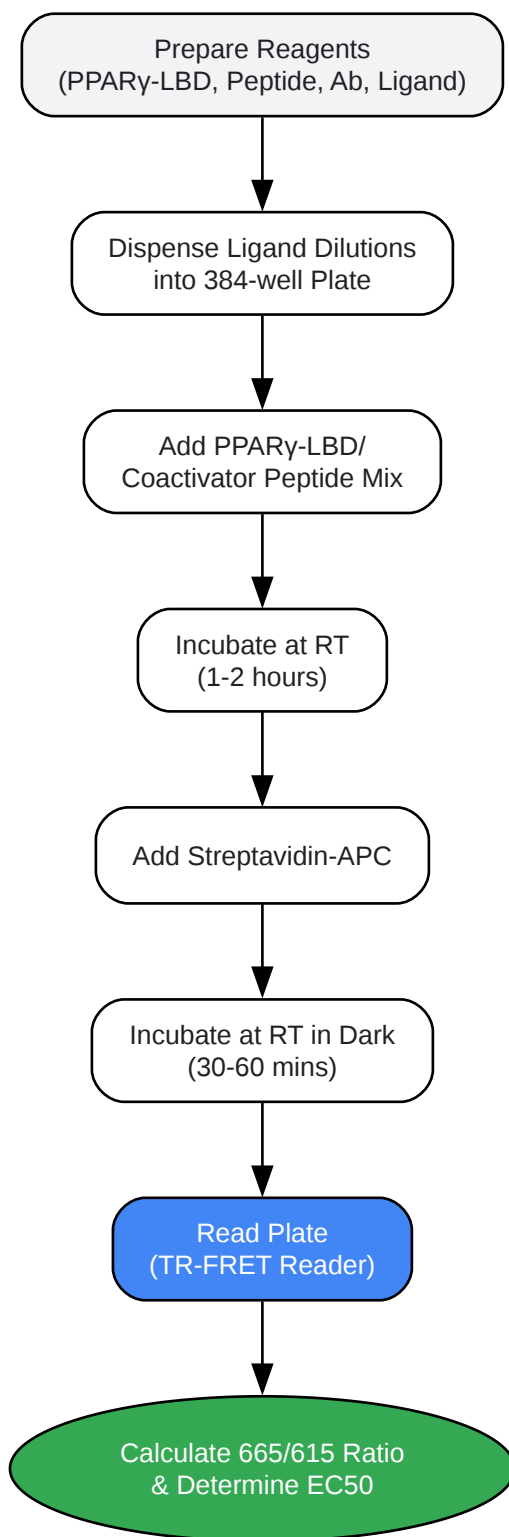 Prepare Reagents
(PPARγ-LBD, Peptide, Ab, Ligand)
Dispense Ligand Dilutions
into 384-well Plate
Add PPARγ-LBD/
Coactivator Peptide Mix
Incubate at RT
(1-2 hours)
Add Streptavidin-APC
Incubate at RT in Dark
(30-60 mins)
Read Plate
(TR-FRET Reader)
Calculate 665/615 Ratio
& Determine EC50